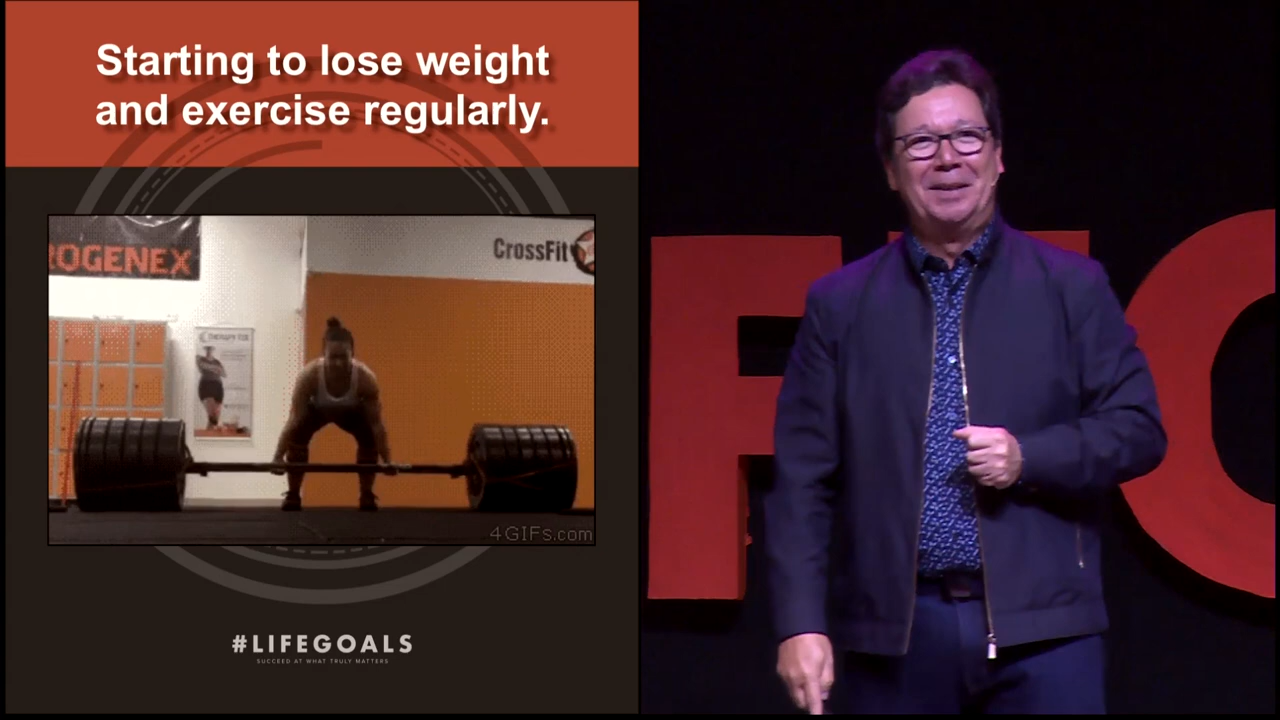 Starting to lose weight
and exercise regularly.
ROGENEX
CrossFit
4GIFs.com
#LIFEGOALS
SUCCEED AT WHAT TRULY MATTERS